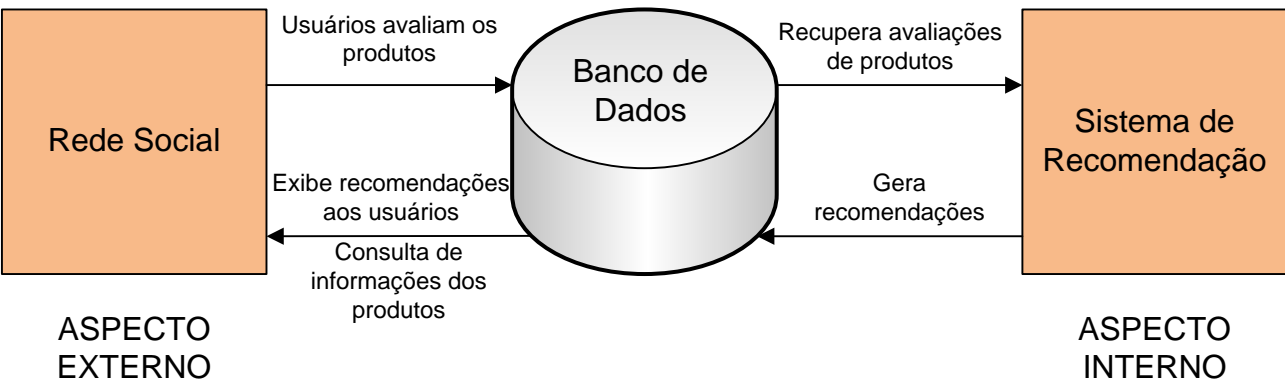 Usuários avaliam os
produtos
Recupera avaliações
de produtos
Banco de
Dados
Rede Social
Sistema de
Recomendação
Exibe recomendações
aos usuários
Gera
recomendações
Consulta de
informações dos
produtos
ASPECTO
EXTERNO
ASPECTO
INTERNO